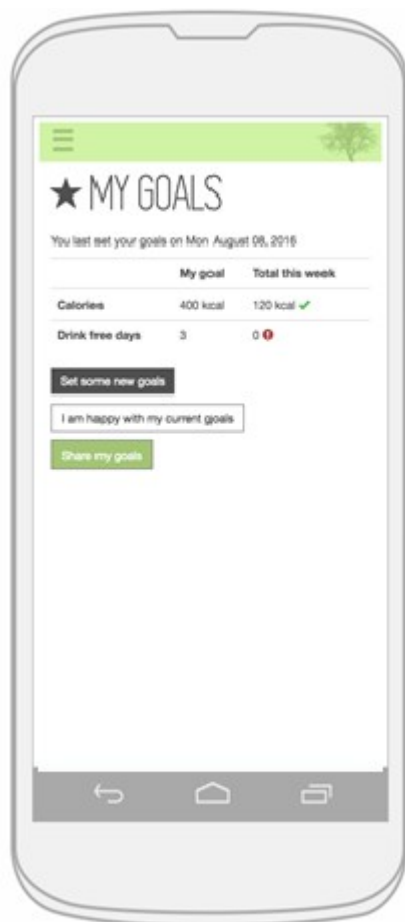 MY GOALS
You last set your goals on Mon August 08, 2016
My goal Total this week
Calories 400 kcal 120 kcal
Drink free days 3 0
Set some new goals
I am happy with my current goals
Share my goals